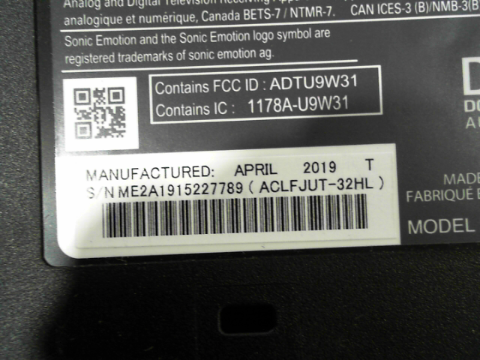 Analog and Digital Television Receiving
analogique et numérique, Canada BETS-7 / NTMR-7. CAN ICES-3 (B)/NMB-3(B
Sonic Emotion and the Sonic Emotion logo symbol are
registered trademarks of sonic emotion ag.
Contains FCC ID : ADTU9W31
Contains IC : 1178A-U9W31
D
DO
A
MANUFACTURED: APRIL 2019 T
S/N ME2A1915227789 ( ACLFJUT-32HL )
MADE
FABRIQUÉ E
MODEL